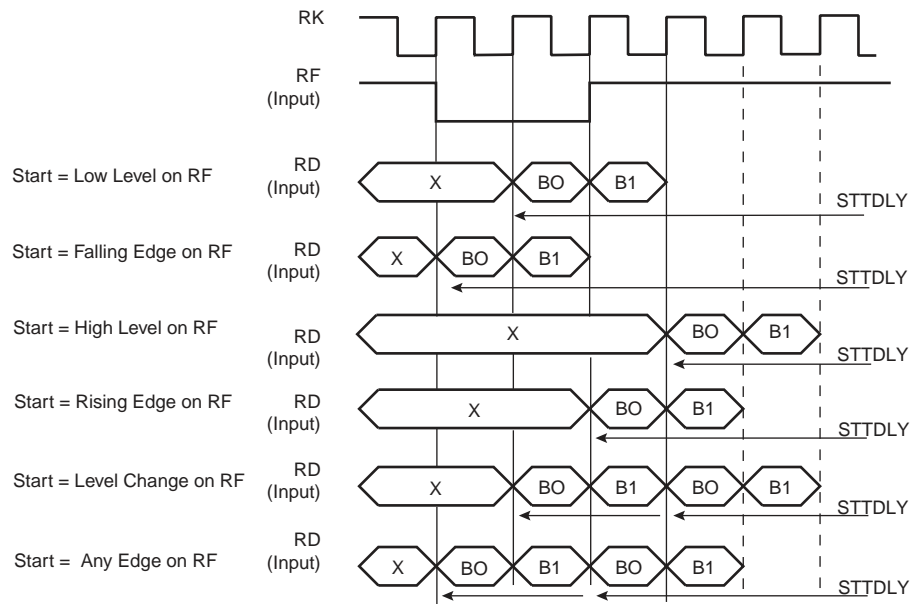 RK
RF
(Input)
Start = Low Level on RF
RD
(Input)
X
BO
B1
STTDLY
Start = Falling Edge on RF
RD
(Input)
X
BO
B1
STTDLY
Start = High Level on RF
RD
(Input)
X
BO
B1
STTDLY
Start = Rising Edge on RF
RD
(Input)
X
BO
B1
STTDLY
Start = Level Change on RF
RD
(Input)
X
BO
B1
BO
B1
STTDLY
Start = Any Edge on RF
RD
(Input)
X
BO
B1
BO
B1
STTDLY